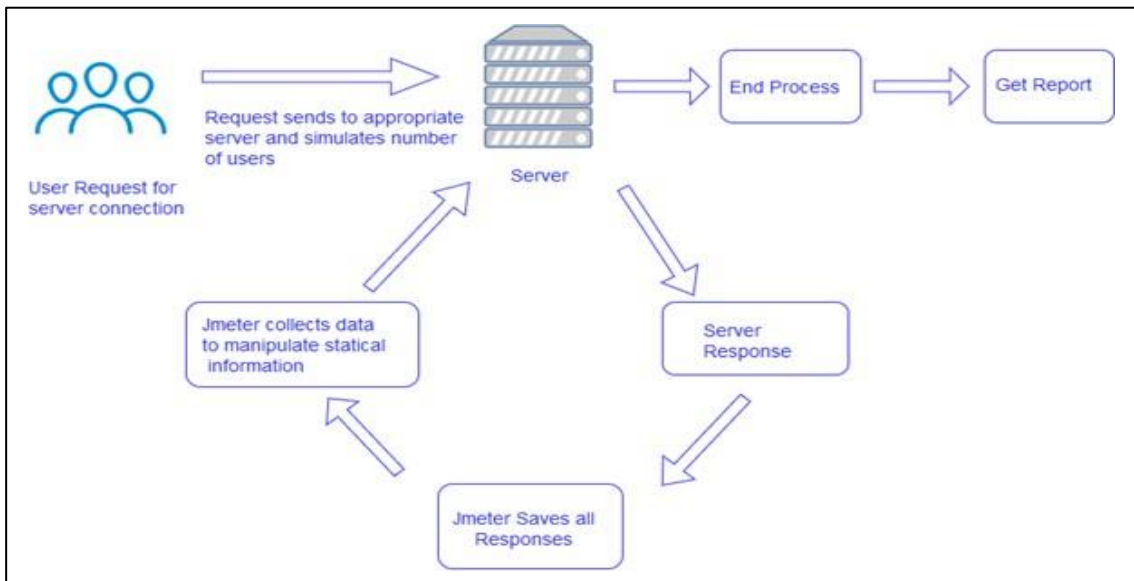 User Request for
server connection
Request sends to appropriate
server and simulates number
of users
Server
End Process
Get Report
Server
Response
Jmeter Saves all
Responses
Jmeter collects data
to manipulate statical
information